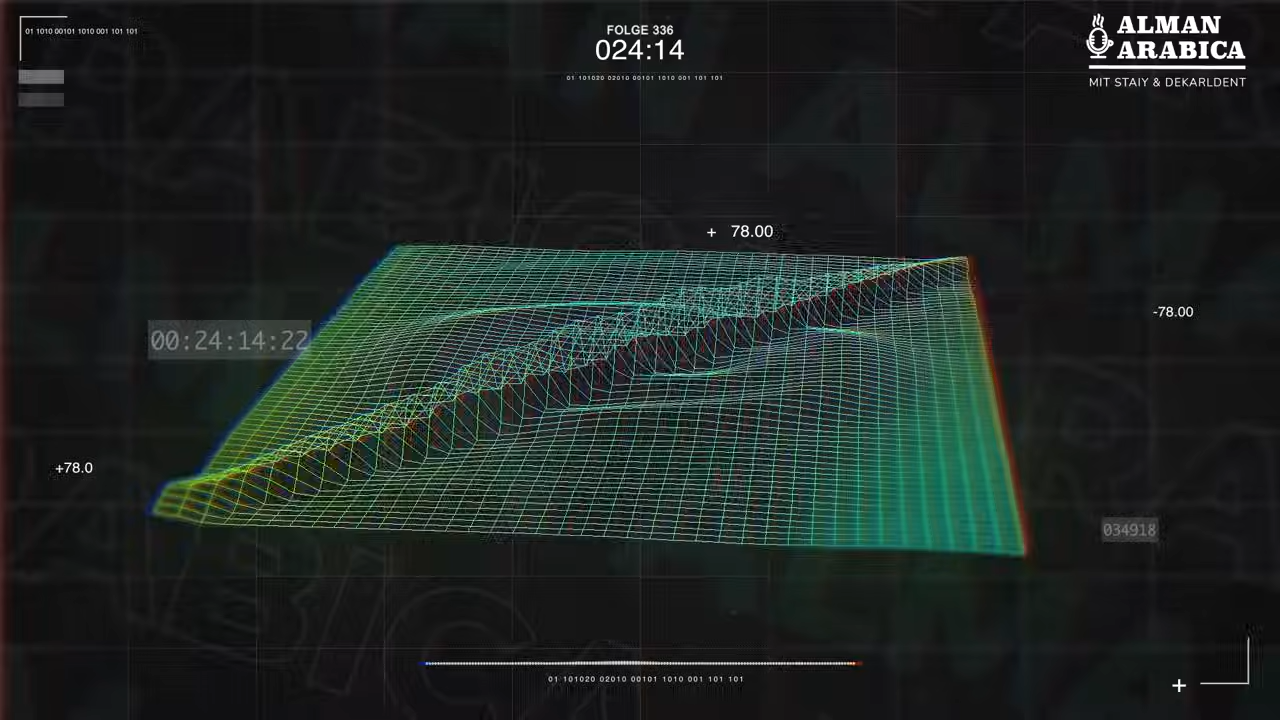 01 1010 00101 1010 001 101 101
FOLGE 336
024:14
01 101020 02010 00101 1010 001 101 101
ALMAN
ARABICA
MIT STAIY & DEKARLDENT
+ 78.00
-78.00
00:24:14:22
+78.0
034918
01 101020 02010 00101 1010 001 101 101
+